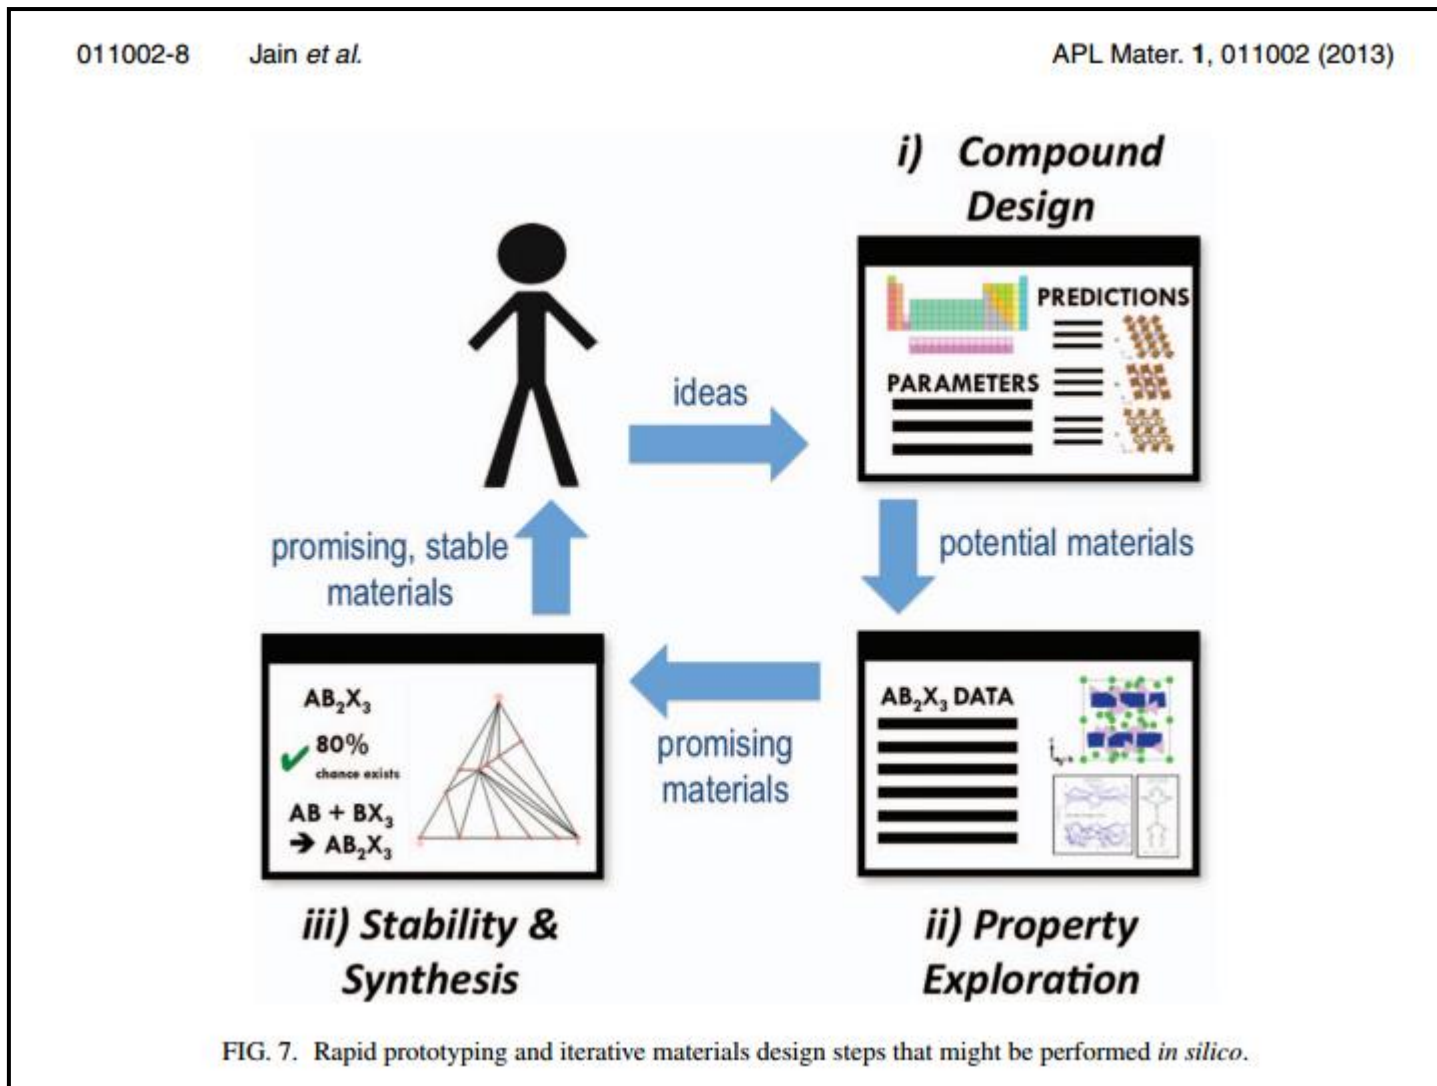 011002-8 Jain et al. APL Mater. 1, 011002 (2013)
i) Compound
Design
PREDICTIONS
PARAMETERS
ideas
potential materials
AB₂X₃ DATA
ii) Property
Exploration
promising
materials
AB₂X₃
80%
chance exists
AB + BX₃
➔ AB₂X₃
iii) Stability &
Synthesis
promising, stable
materials
FIG. 7. Rapid prototyping and iterative materials design steps that might be performed in silico.